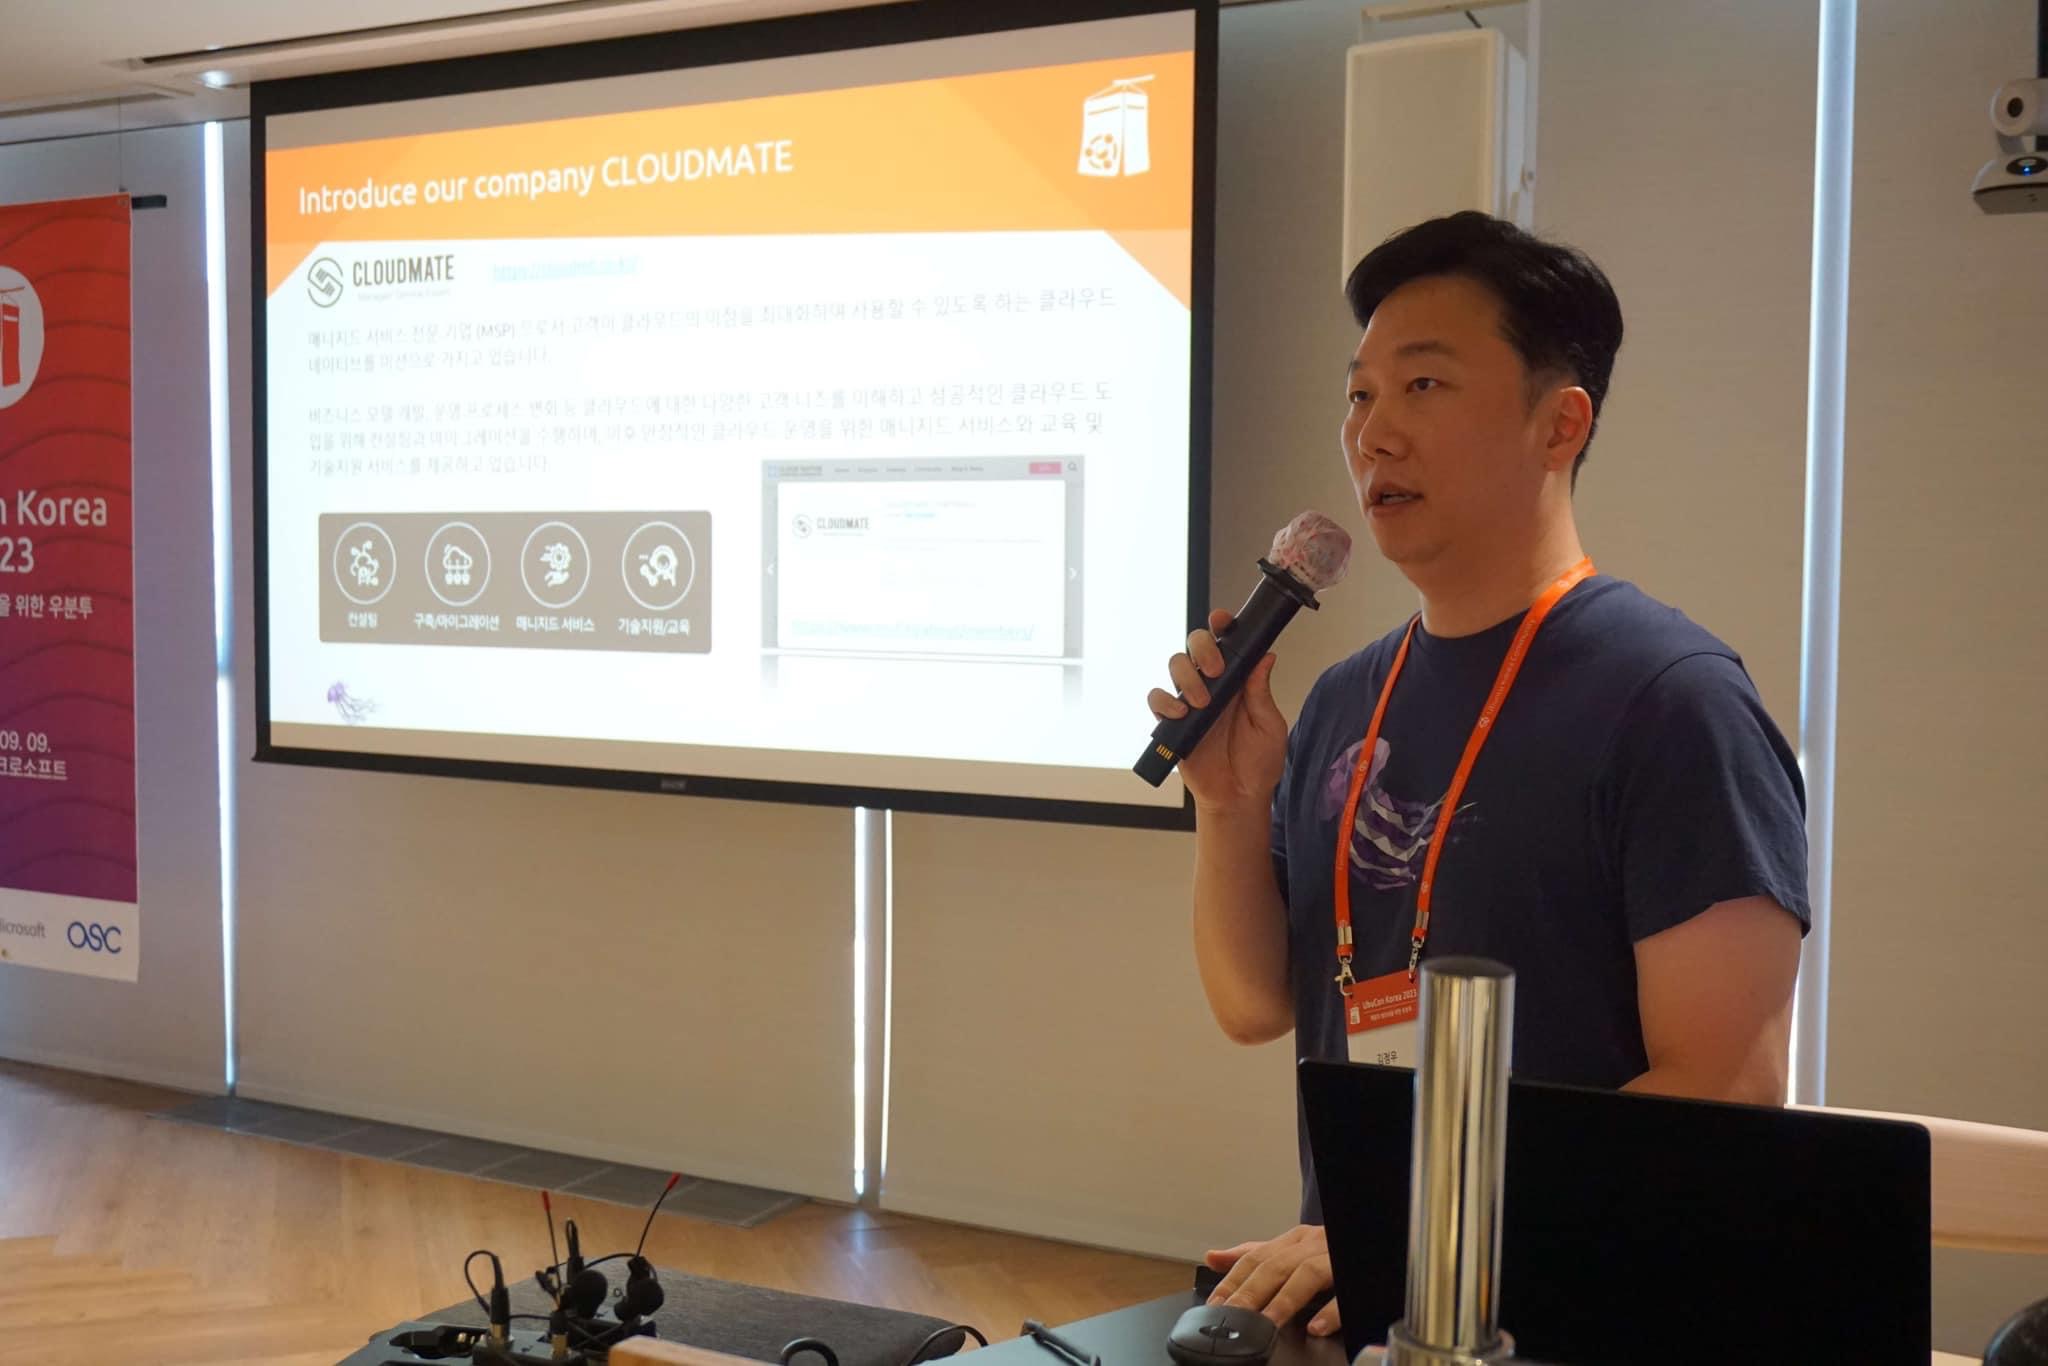 Introduce our company CLOUDMATE
CLOUDMATE
매니지드 서비스 전문 기업 (MSP) 으로서 고객이 클라우드의 이점을 최대화하며 사용할 수 있도록 하는 클라우드
네이티브를 미션으로 가지고 있습니다.
비즈니스 모델 개발, 운영 프로세스 변화 등 클라우드에 대한 다양한 고객 니즈를 이해하고 성공적인 클라우드 도
입을 위해 컨설팅과 마이그레이션을 수행하며, 이후 안정적인 클라우드 운영을 위한 매니지드 서비스와 교육 및
기술지원 서비스를 제공하고 있습니다.
CLOUDMATE
컨설팅
구축/마이그레이션
매니지드 서비스
기술지원/교육
n Korea
23
을 위한 우분투
09. 09.
크로소프트
icrosoft
OSC
Ubuntu Korea Community
UbuCon Korea 2023
김정우